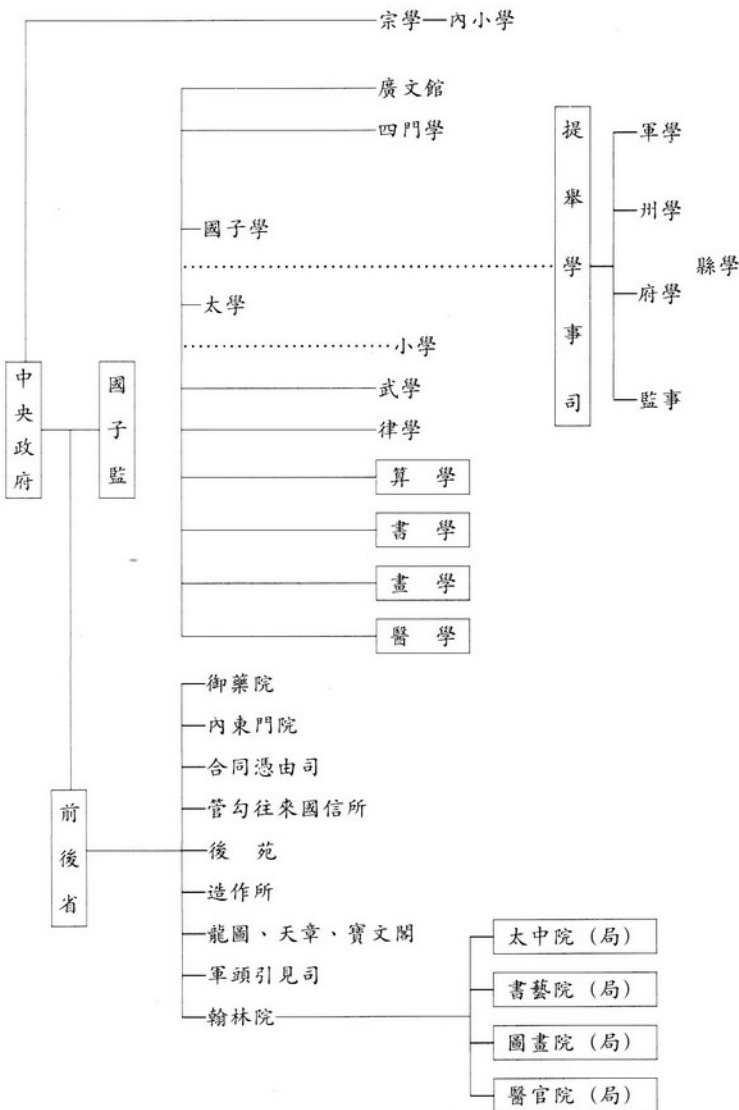 宗學—內小學
廣文館
四門學
國子學
太學
小學
武學
律學
算 學
書 學
畫 學
醫 學
提舉學事司
軍學
州學
府學
監事
縣學
中央政府
國子監
前後省
御藥院
內東門院
合同憑由司
管勾往來國信所
後 苑
造作所
龍圖、天章、寶文閣
軍頭引見司
翰林院
太中院（局）
書藝院（局）
圖畫院（局）
醫官院（局）